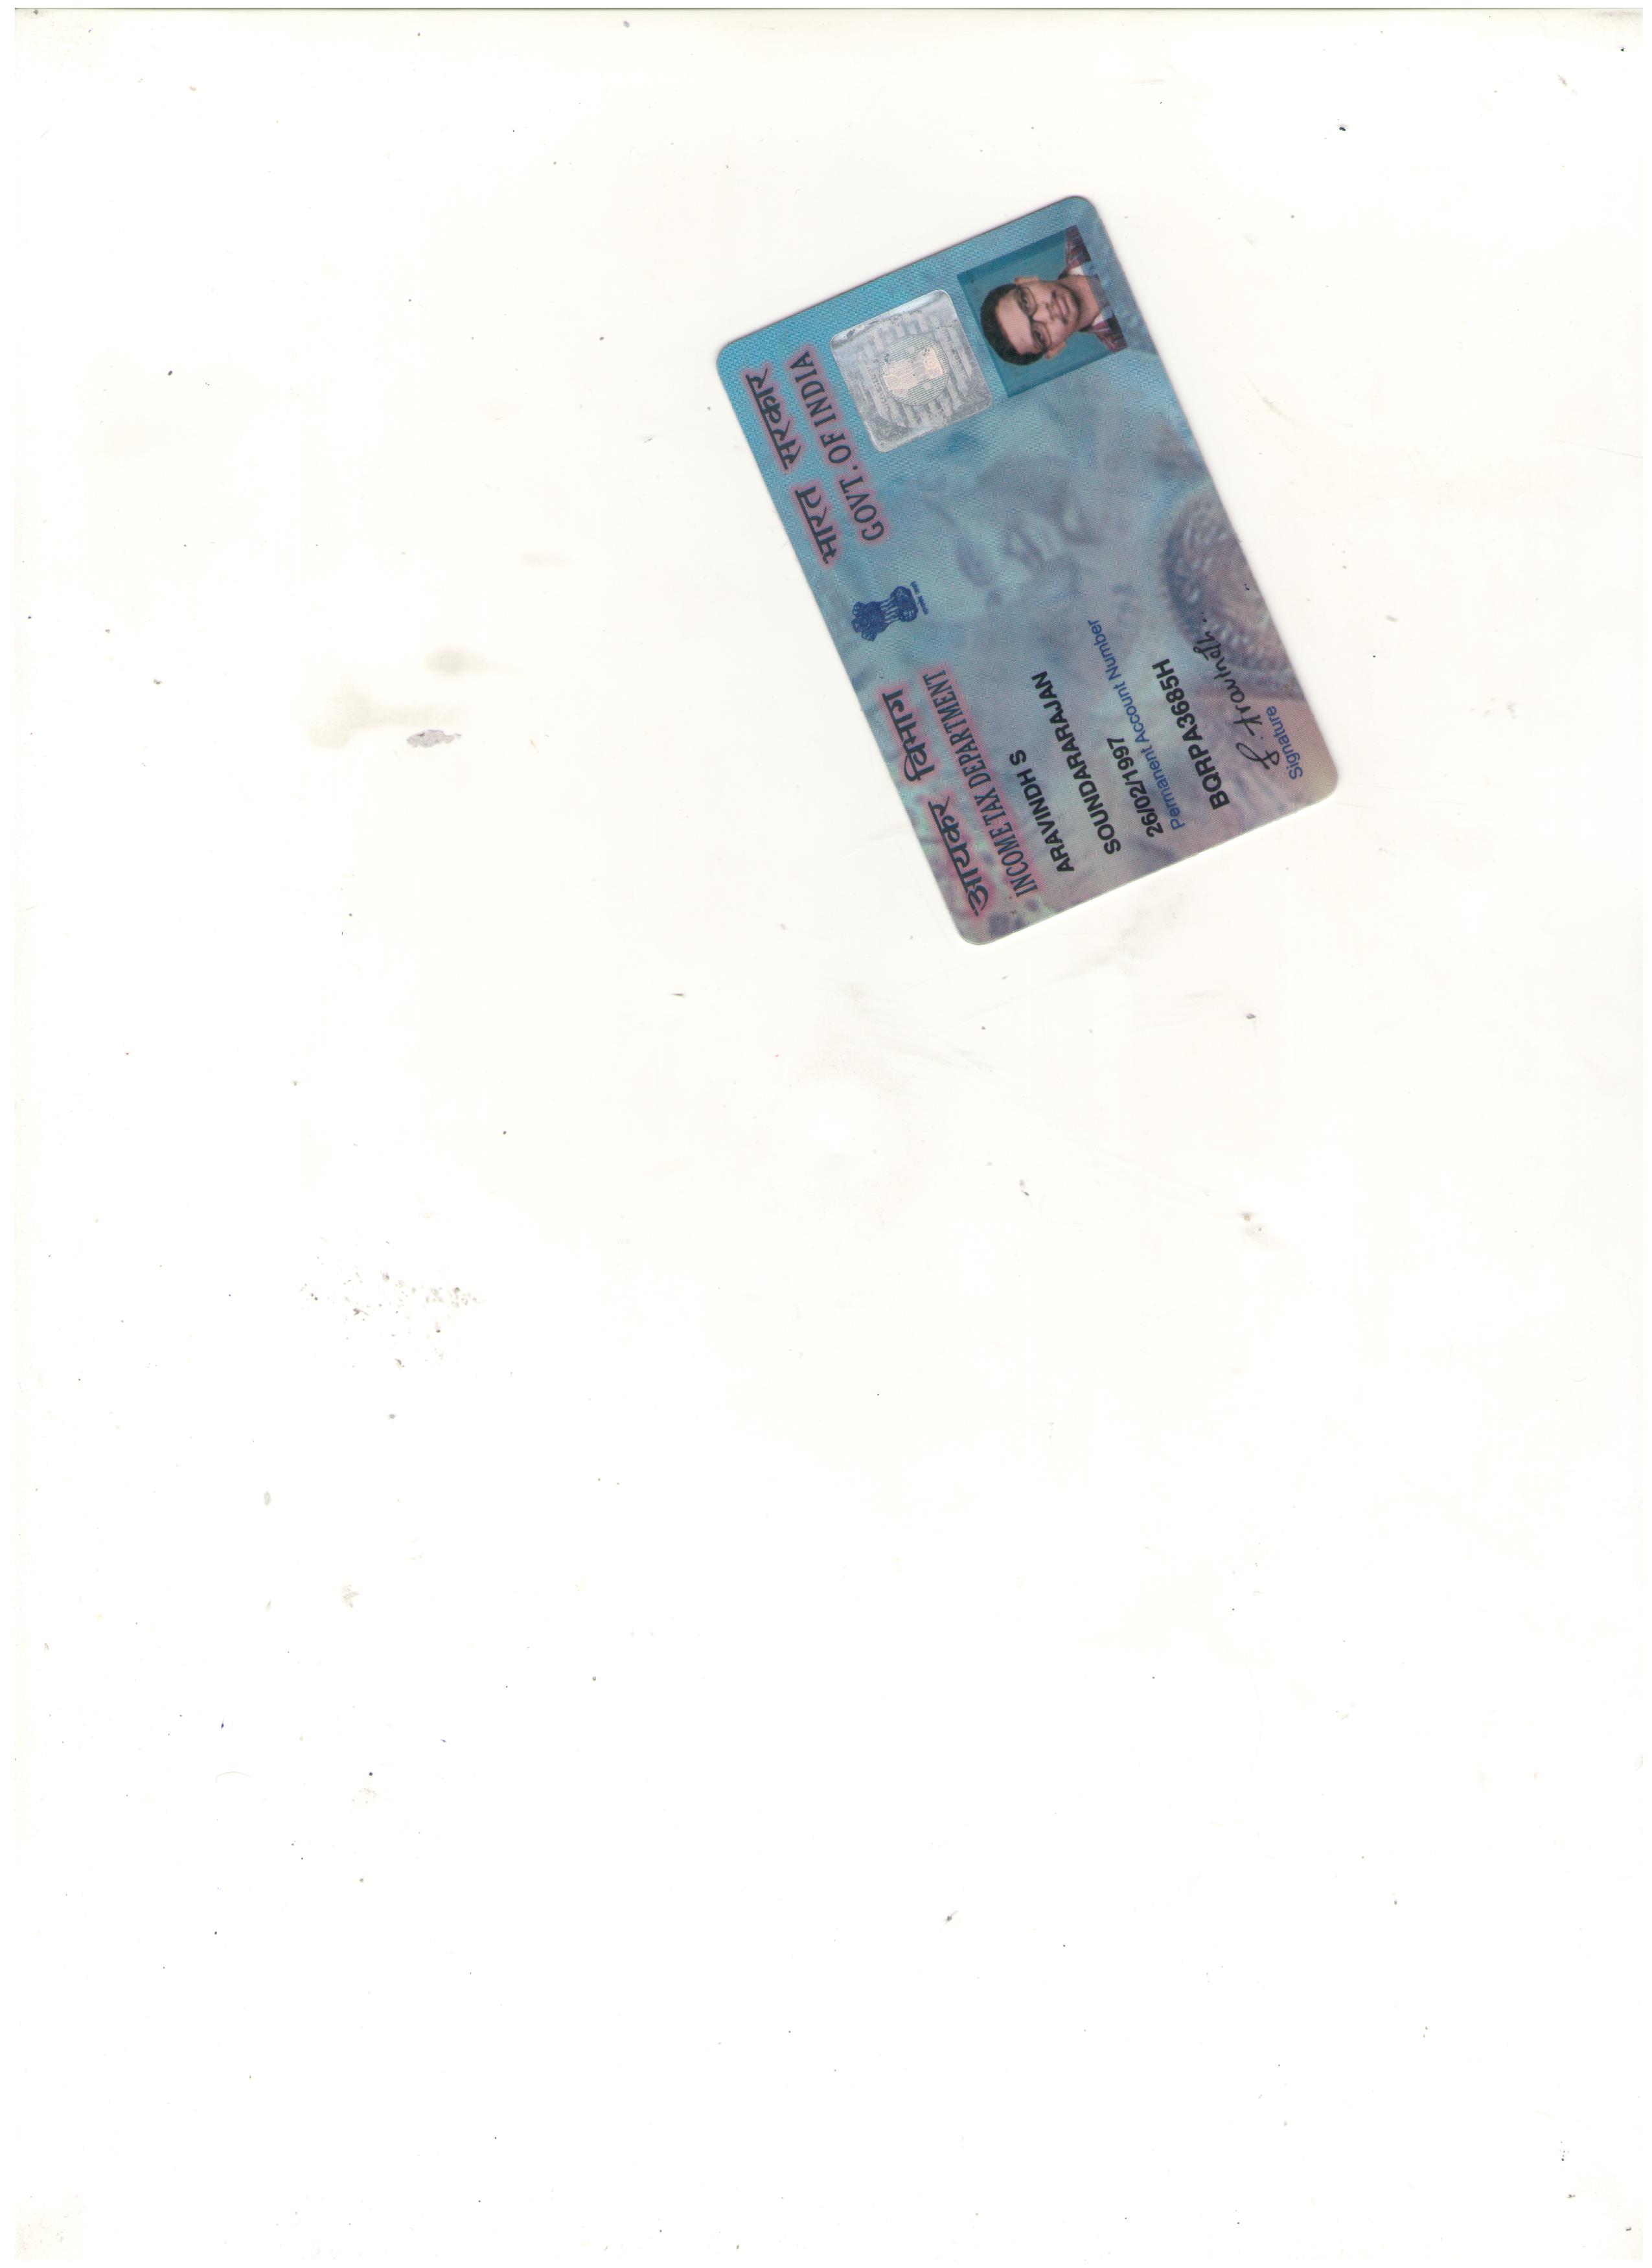 आयकर विभाग
INCOME TAX DEPARTMENT
भारत सरकार
GOVT. OF INDIA
ARAVINDH S
SOUNDARARAJAN
26/02/1997
Permanent Account Number
BQRPA3685H
S. Aravindh...
Signature